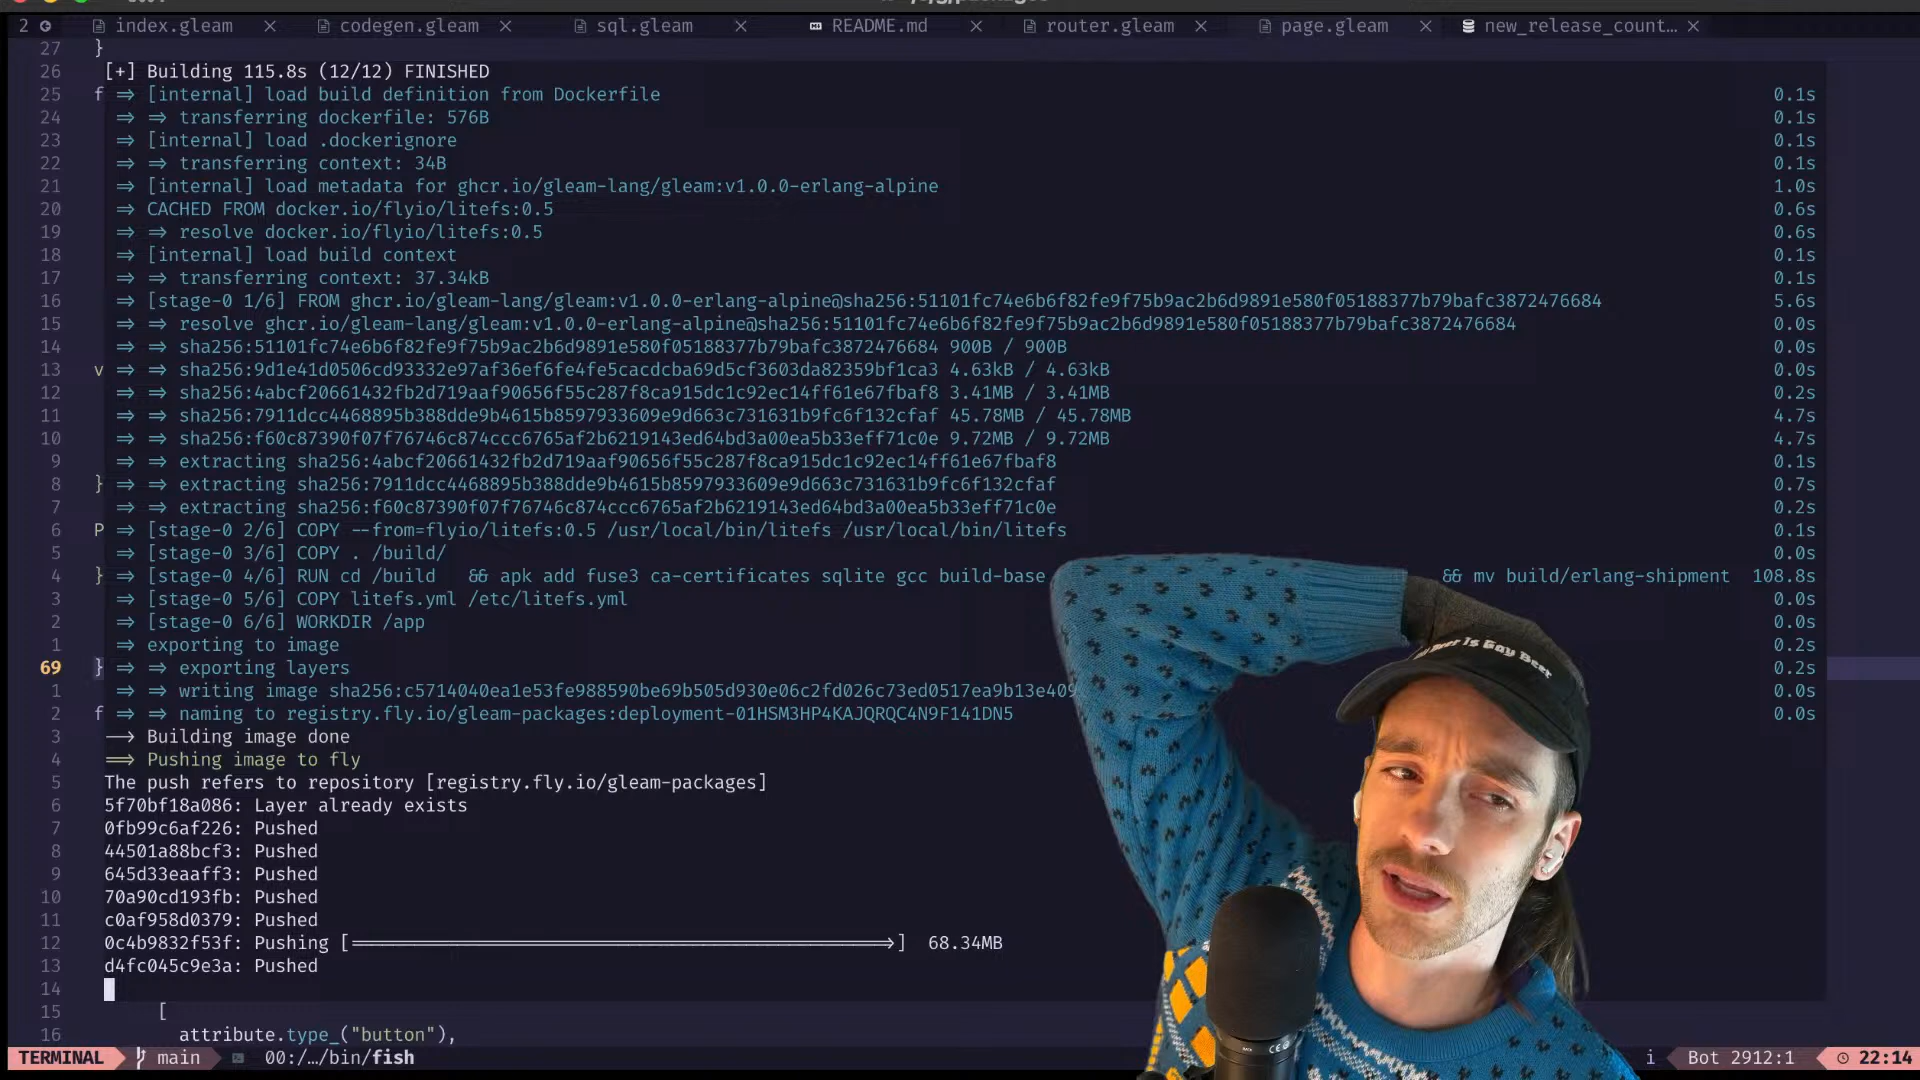 2 index.gleam codegen.gleam sql.gleam README.md router.gleam page.gleam new_release_count…
27 }
26 [+] Building 115.8s (12/12) FINISHED
25 f => [internal] load build definition from Dockerfile 0.1s
24 => => transferring dockerfile: 576B 0.1s
23 => [internal] load .dockerignore 0.1s
22 => => transferring context: 34B 0.1s
21 => [internal] load metadata for ghcr.io/gleam-lang/gleam:v1.0.0-erlang-alpine 1.0s
20 => CACHED FROM docker.io/flyio/litefs:0.5 0.6s
19 => => resolve docker.io/flyio/litefs:0.5 0.6s
18 => [internal] load build context 0.1s
17 => => transferring context: 37.34kB 0.1s
16 => [stage-0 1/6] FROM ghcr.io/gleam-lang/gleam:v1.0.0-erlang-alpine@sha256:51101fc74e6b6f82fe9f75b9ac2b6d9891e580f05188377b79bafc3872476684 5.6s
15 => => resolve ghcr.io/gleam-lang/gleam:v1.0.0-erlang-alpine@sha256:51101fc74e6b6f82fe9f75b9ac2b6d9891e580f05188377b79bafc3872476684 0.0s
14 => => sha256:51101fc74e6b6f82fe9f75b9ac2b6d9891e580f05188377b79bafc3872476684 900B / 900B 0.0s
13 v => => sha256:9d1e41d0506cd93332e97af36ef6fe4fe5cacdcba69d5cf3603da82359bf1ca3 4.63kB / 4.63kB 0.0s
12 => => sha256:4abcf20661432fb2d719aaf90656f55c287f8ca915dc1c92ec14ff61e67fbaf8 3.41MB / 3.41MB 0.2s
11 => => sha256:7911dcc4468895b388dde9b4615b8597933609e9d663c731631b9fc6f132cfaf 45.78MB / 45.78MB 4.7s
10 => => sha256:f60c87390f07f76746c874ccc6765af2b6219143ed64bd3a00ea5b33eff71c0e 9.72MB / 9.72MB 4.7s
9 => => extracting sha256:4abcf20661432fb2d719aaf90656f55c287f8ca915dc1c92ec14ff61e67fbaf8 0.1s
8 } => => extracting sha256:7911dcc4468895b388dde9b4615b8597933609e9d663c731631b9fc6f132cfaf 0.7s
7 => => extracting sha256:f60c87390f07f76746c874ccc6765af2b6219143ed64bd3a00ea5b33eff71c0e 0.2s
6 P => [stage-0 2/6] COPY --from=flyio/litefs:0.5 /usr/local/bin/litefs /usr/local/bin/litefs 0.1s
5 => [stage-0 3/6] COPY . /build/ 0.0s
4 } => [stage-0 4/6] RUN cd /build && apk add fuse3 ca-certificates sqlite gcc build-base && mv build/erlang-shipment 108.8s
3 => [stage-0 5/6] COPY litefs.yml /etc/litefs.yml 0.0s
2 => [stage-0 6/6] WORKDIR /app 0.0s
1 => exporting to image 0.2s
69 } => => exporting layers 0.2s
1 => => writing image sha256:c5714040ea1e53fe988590be69b505d930e06c2fd026c73ed0517ea9b13e409 0.0s
2 f => => naming to registry.fly.io/gleam-packages:deployment-01HSM3HP4KAJQRQC4N9F141DN5 0.0s
3 --> Building image done
4 ==> Pushing image to fly
5 The push refers to repository [registry.fly.io/gleam-packages]
6 5f70bf18a086: Layer already exists
7 0fb99c6af226: Pushed
8 44501a88bcf3: Pushed
9 645d33eaaff3: Pushed
10 70a90cd193fb: Pushed
11 c0af958d0379: Pushed
12 0c4b9832f53f: Pushing [==================================================>] 68.34MB
13 d4fc045c9e3a: Pushed
14
15 [
16 attribute.type_("button"),
TERMINAL main 00:/…/bin/fish i Bot 2912:1 22:14
Beer Is Gay Beer